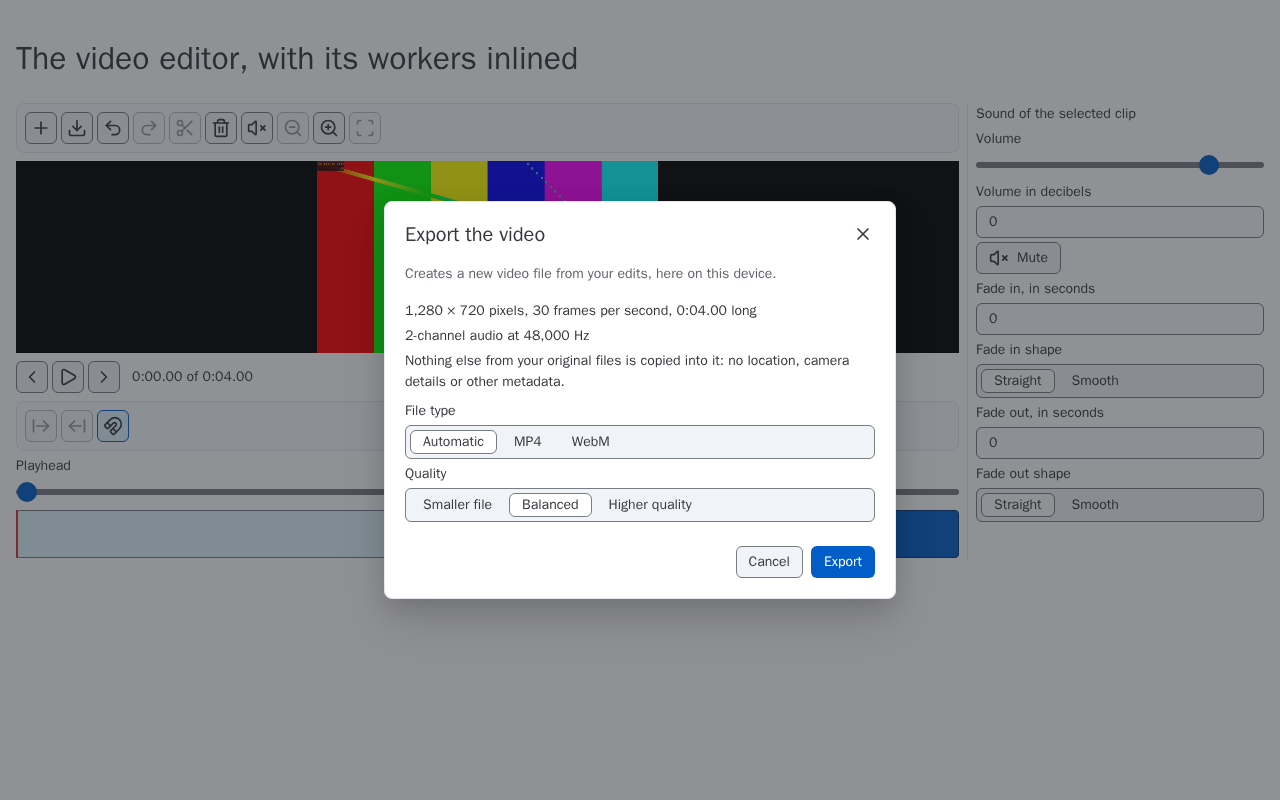 The video editor, with its workers inlined
Sound of the selected clip
Volume
Volume in decibels
0
Mute
Fade in, in seconds
0
Fade in shape
Straight Smooth
Fade out, in seconds
0
Fade out shape
Straight Smooth
0:00.00 of 0:04.00
Playhead
Export the video
Creates a new video file from your edits, here on this device.
1,280 × 720 pixels, 30 frames per second, 0:04.00 long
2-channel audio at 48,000 Hz
Nothing else from your original files is copied into it: no location, camera
details or other metadata.
File type
Automatic MP4 WebM
Quality
Smaller file Balanced Higher quality
Cancel Export